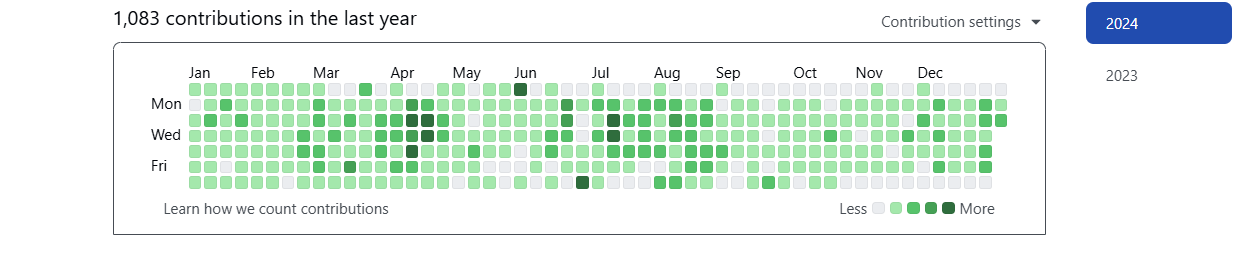 1,083 contributions in the last year
Contribution settings
2024
2023
Jan Feb Mar Apr May Jun Jul Aug Sep Oct Nov Dec
Mon
Wed
Fri
Learn how we count contributions
Less More